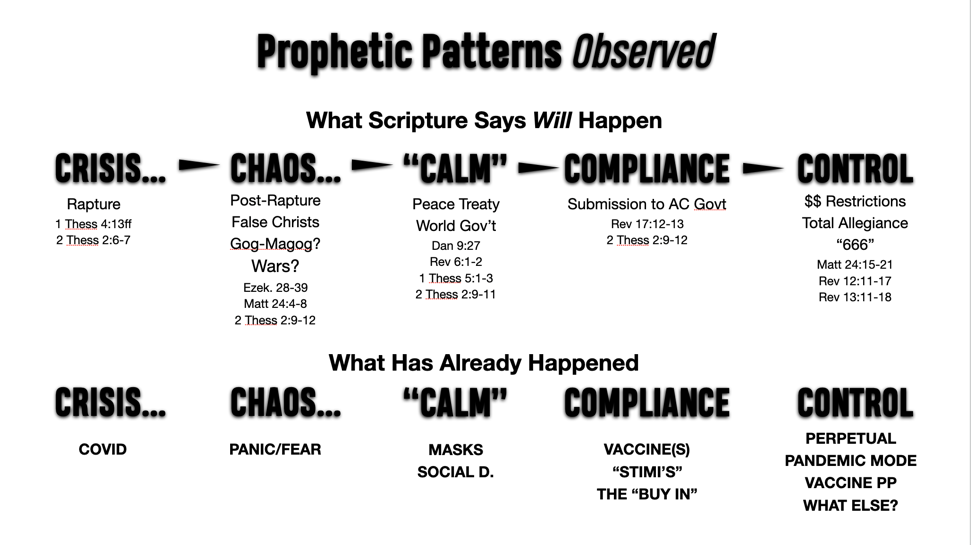 Prophetic Patterns Observed
What Scripture Says Will Happen
CRISIS...
Rapture
1 Thess 4:13ff
2 Thess 2:6-7
CHAOS...
Post-Rapture
False Christs
Gog-Magog?
Wars?
Ezek. 28-39
Matt 24:4-8
2 Thess 2:9-12
“CALM”
Peace Treaty
World Gov’t
Dan 9:27
Rev 6:1-2
1 Thess 5:1-3
2 Thess 2:9-11
COMPLIANCE
Submission to AC Govt
Rev 17:12-13
2 Thess 2:9-12
CONTROL
$$ Restrictions
Total Allegiance
“666”
Matt 24:15-21
Rev 12:11-17
Rev 13:11-18
What Has Already Happened
CRISIS...
COVID
CHAOS...
PANIC/FEAR
“CALM”
MASKS
SOCIAL D.
COMPLIANCE
VACCINE(S)
“STIMI’S”
THE “BUY IN”
CONTROL
PERPETUAL
PANDEMIC MODE
VACCINE PP
WHAT ELSE?